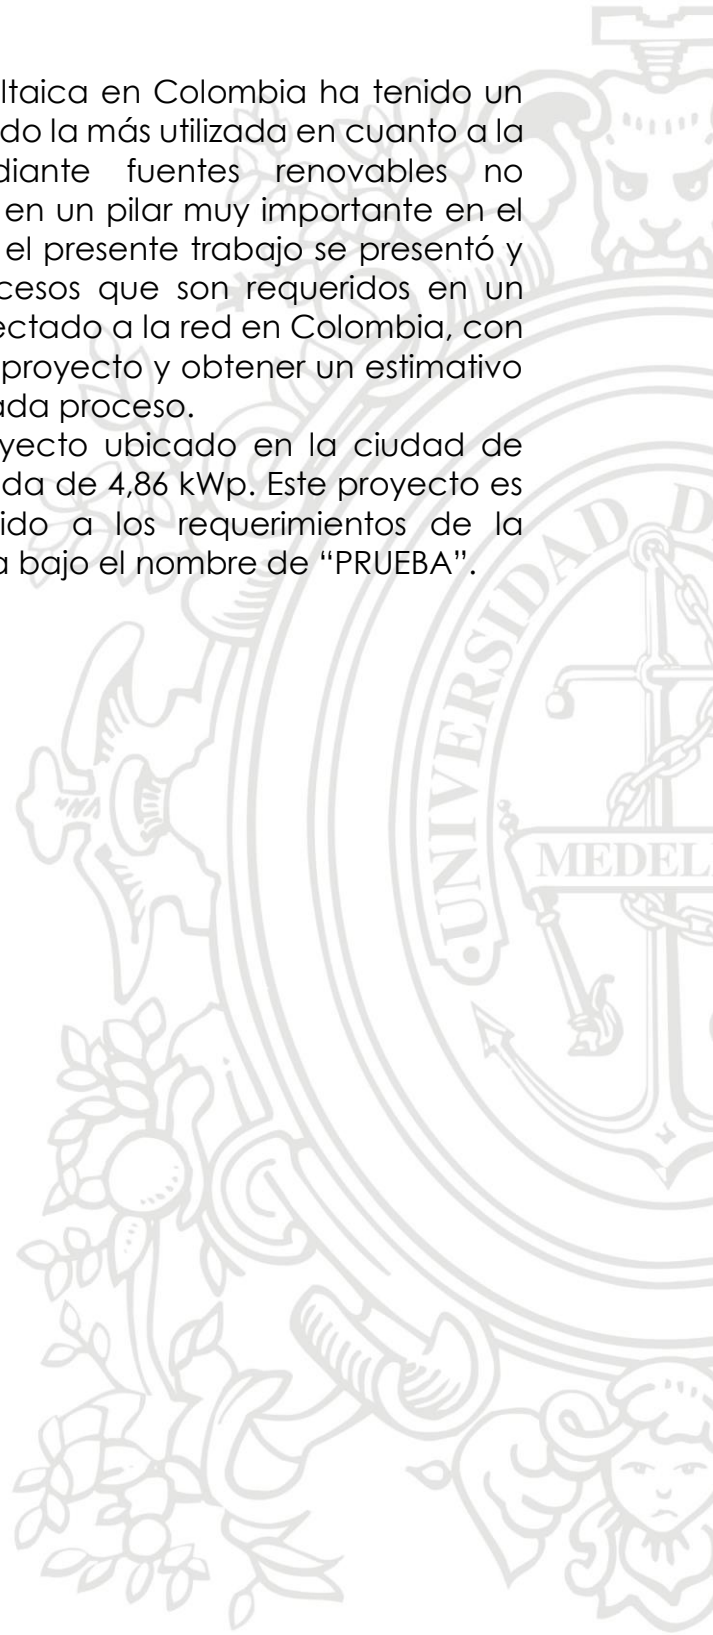 ltaica en Colombia ha tenido un
do la más utilizada en cuanto a la
diante fuentes renovables no
en un pilar muy importante en el
el presente trabajo se presentó y
cesos que son requeridos en un
ectado a la red en Colombia, con
proyecto y obtener un estimativo
ada proceso.
yecto ubicado en la ciudad de
da de 4,86 kWp. Este proyecto es
ido a los requerimientos de la
a bajo el nombre de “PRUEBA”.
UNIVERSIDAD D
MEDEL